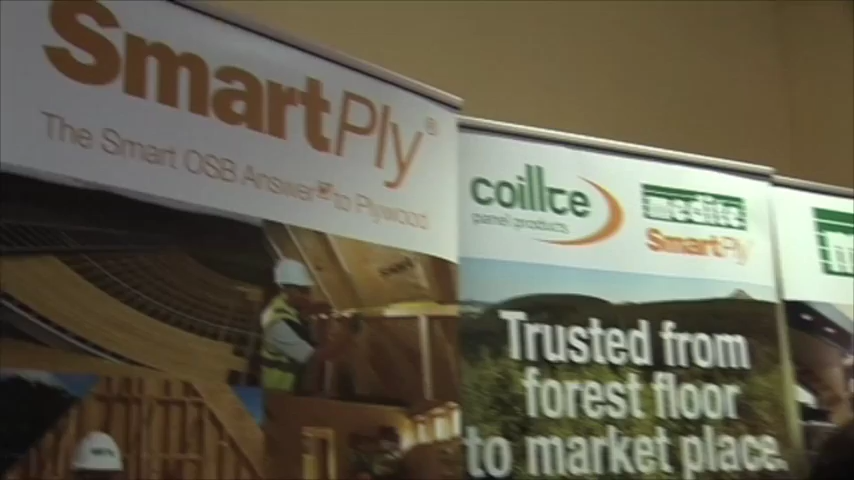 SmartPly®
The Smart OSB Answer to Plywood
coillte
panel products
medite
SmartPly
Trusted from
forest floor
to market place.